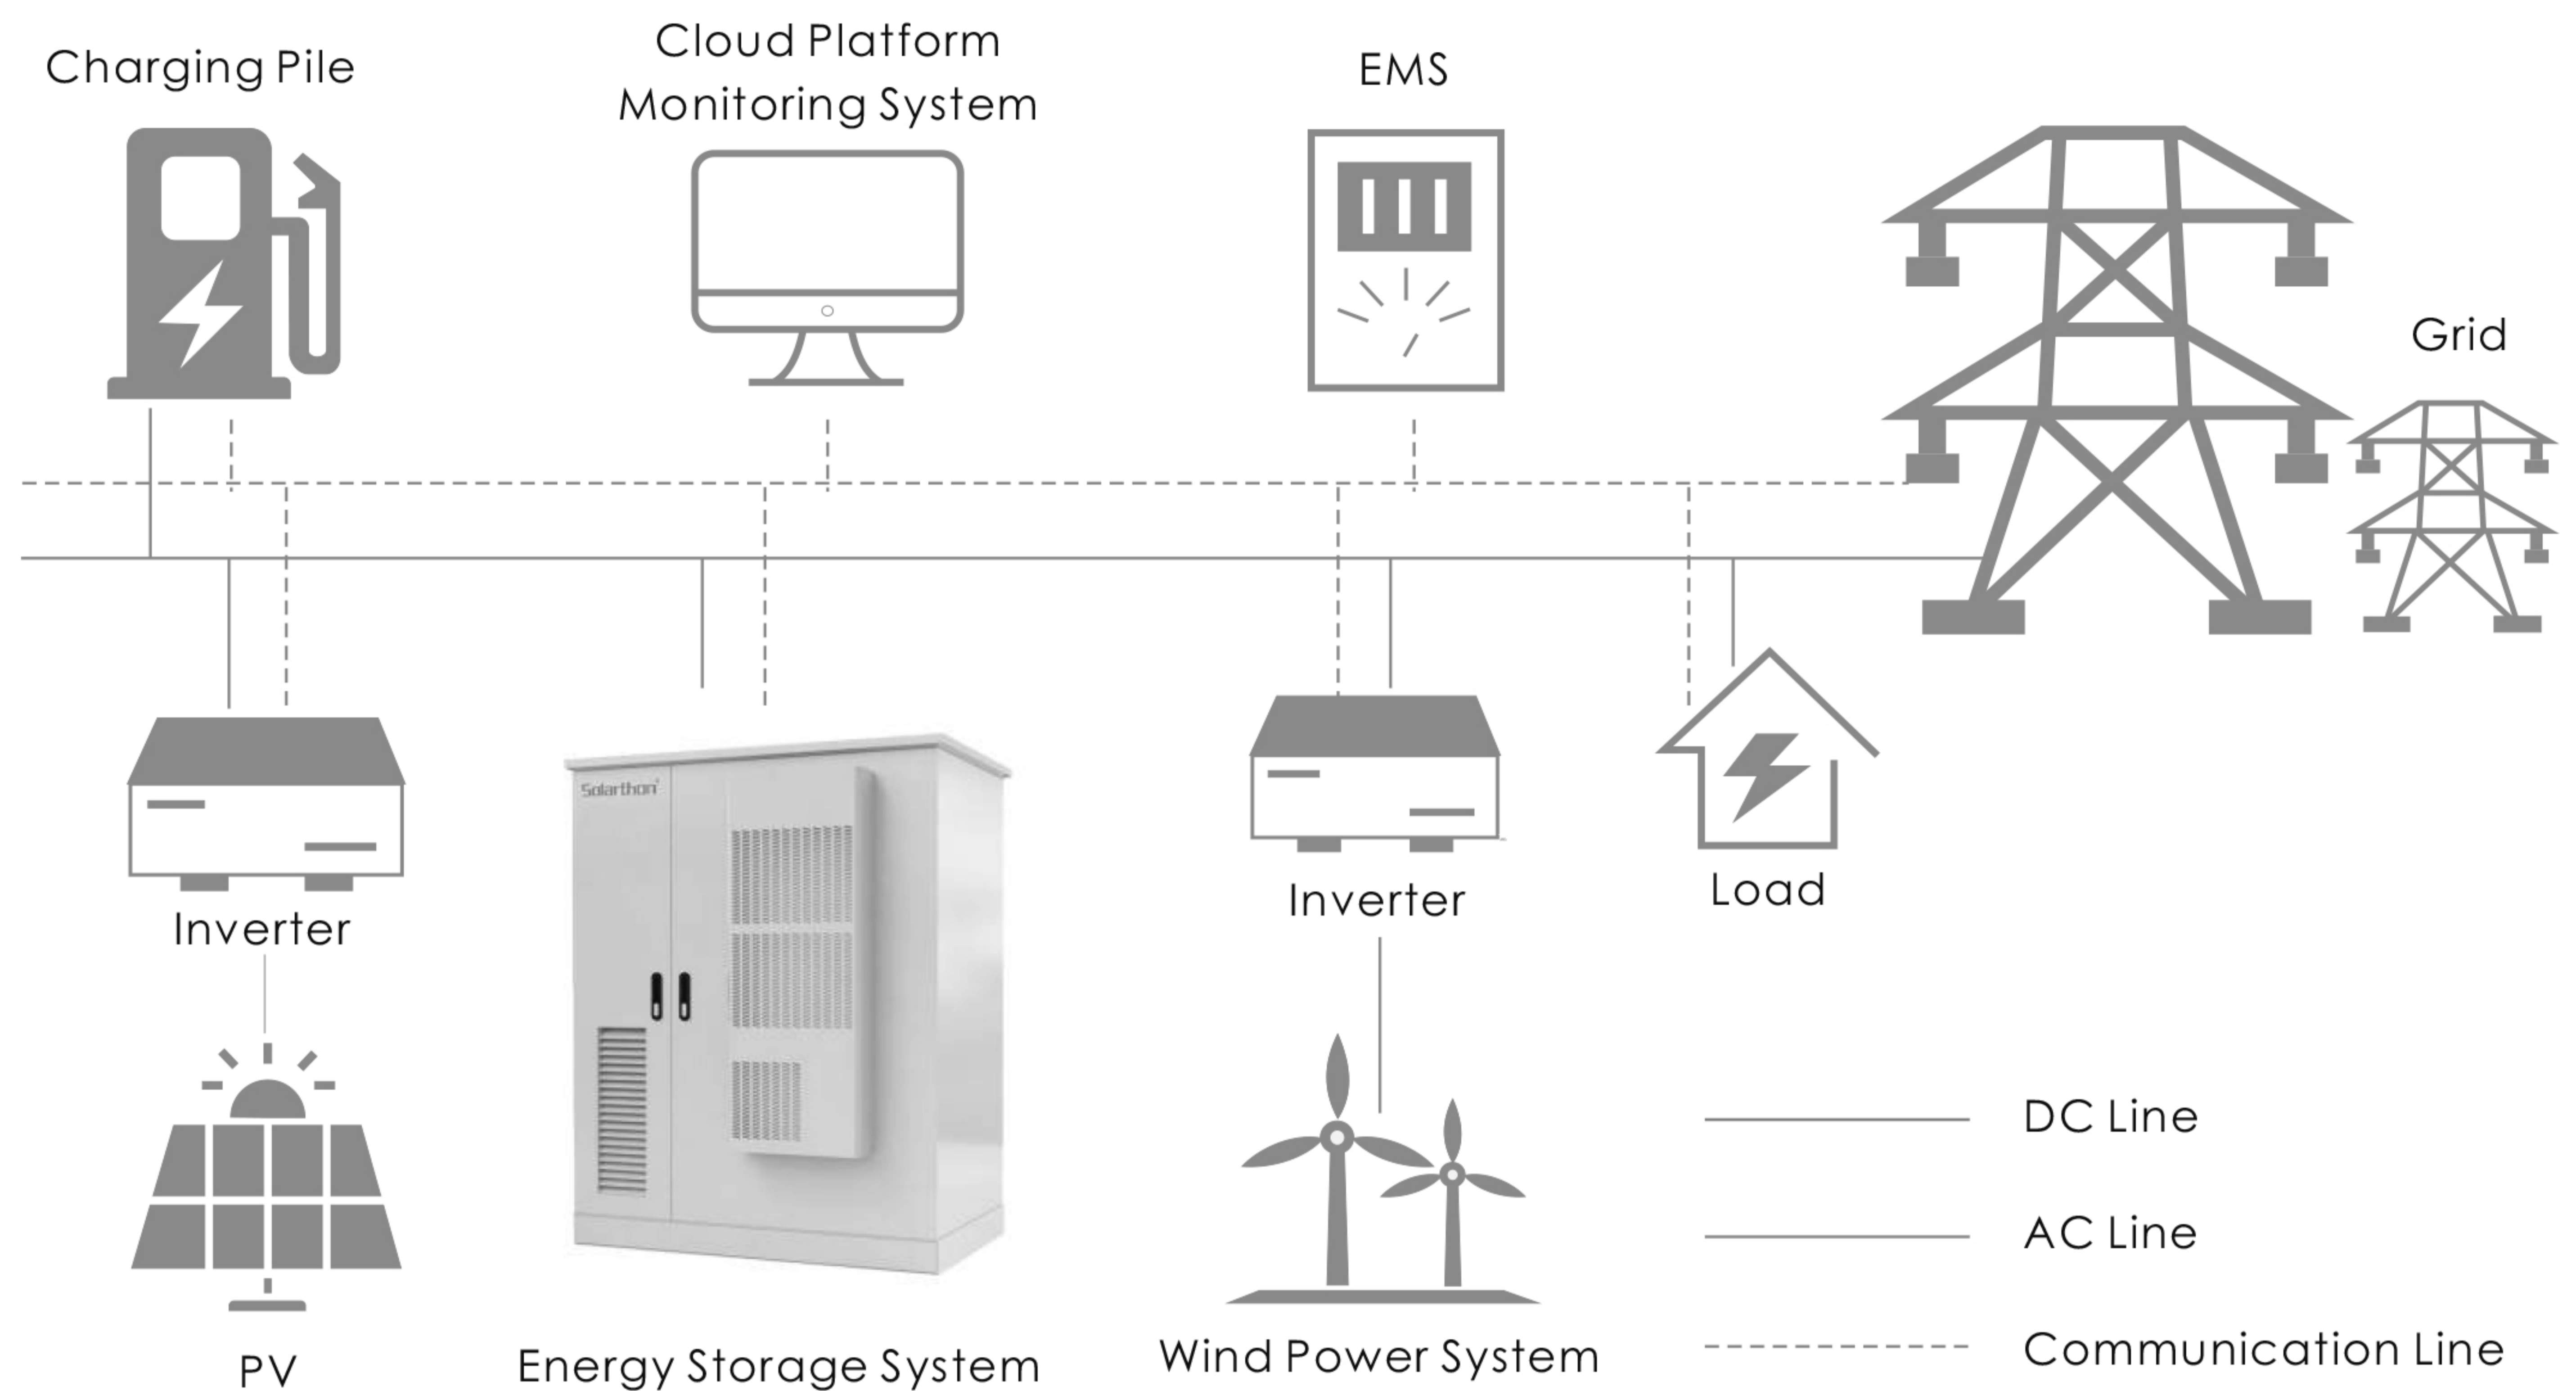 Charging Pile
Cloud Platform
Monitoring System
EMS
Grid
Solarthon
Inverter
Inverter
Load
DC Line
AC Line
Communication Line
PV
Energy Storage System
Wind Power System